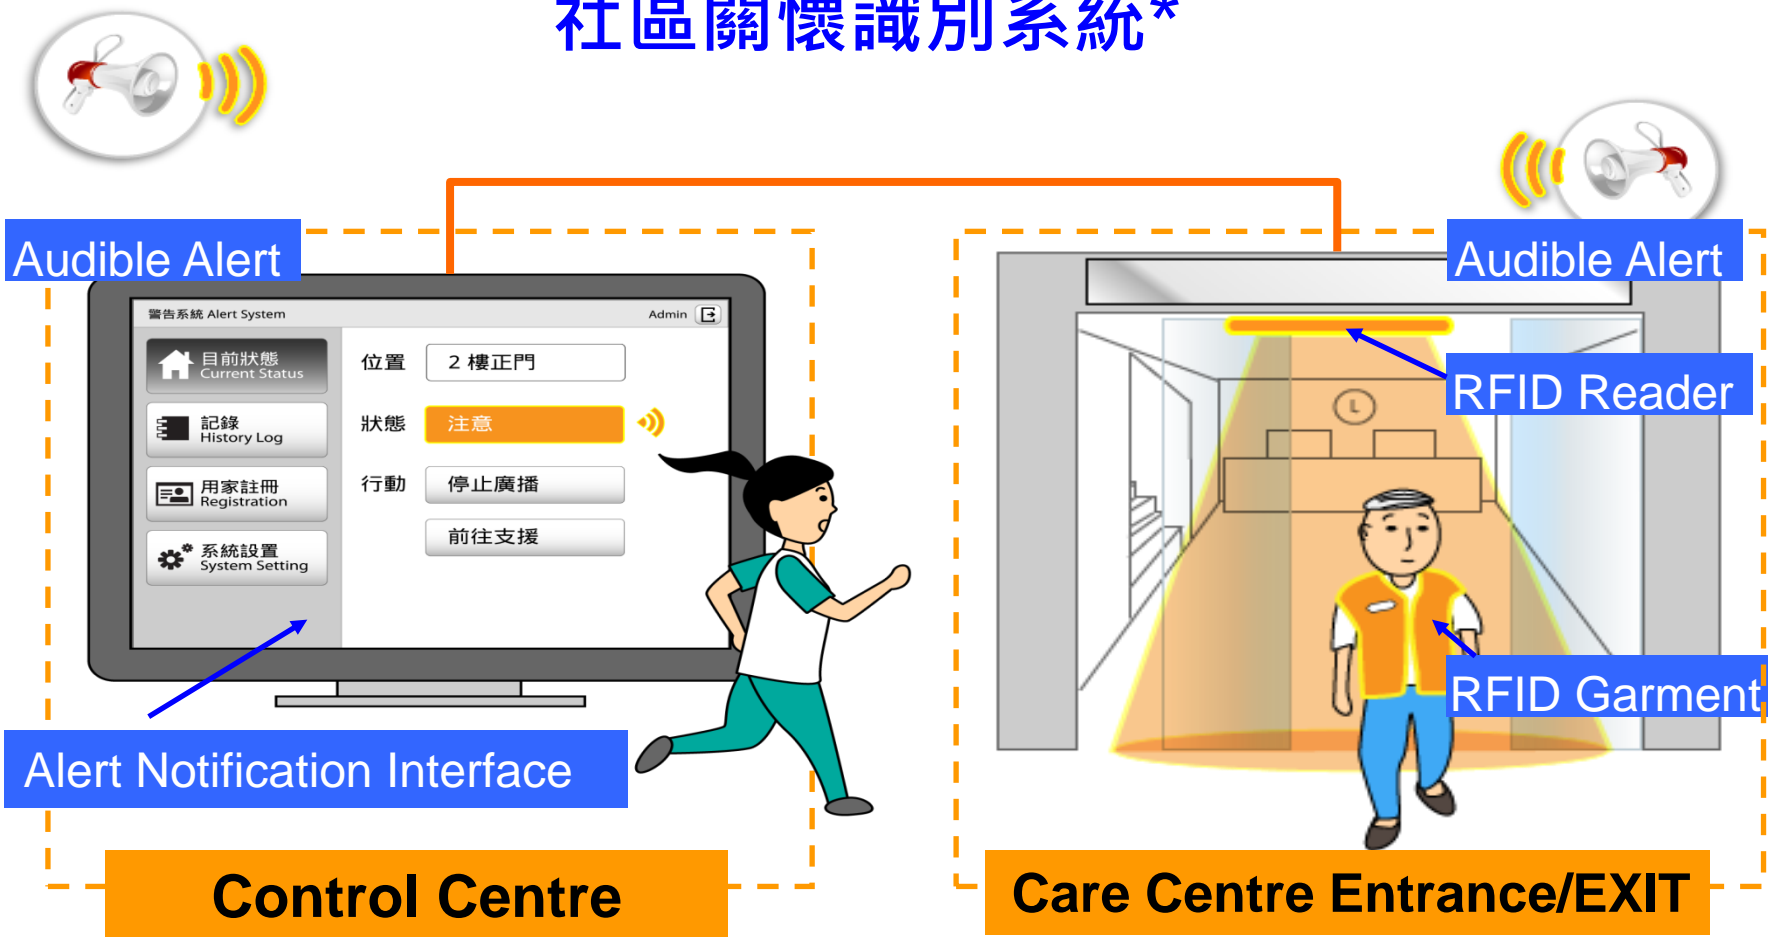 社區關懷識別系統*
Audible Alert
警告系統 Alert System
Admin
目前狀態
Current Status
記錄
History Log
用家註冊
Registration
系統設置
System Setting
位置
2 樓正門
狀態
注意
行動
停止廣播
前往支援
Alert Notification Interface
Control Centre
Audible Alert
RFID Reader
RFID Garment
Care Centre Entrance/EXIT